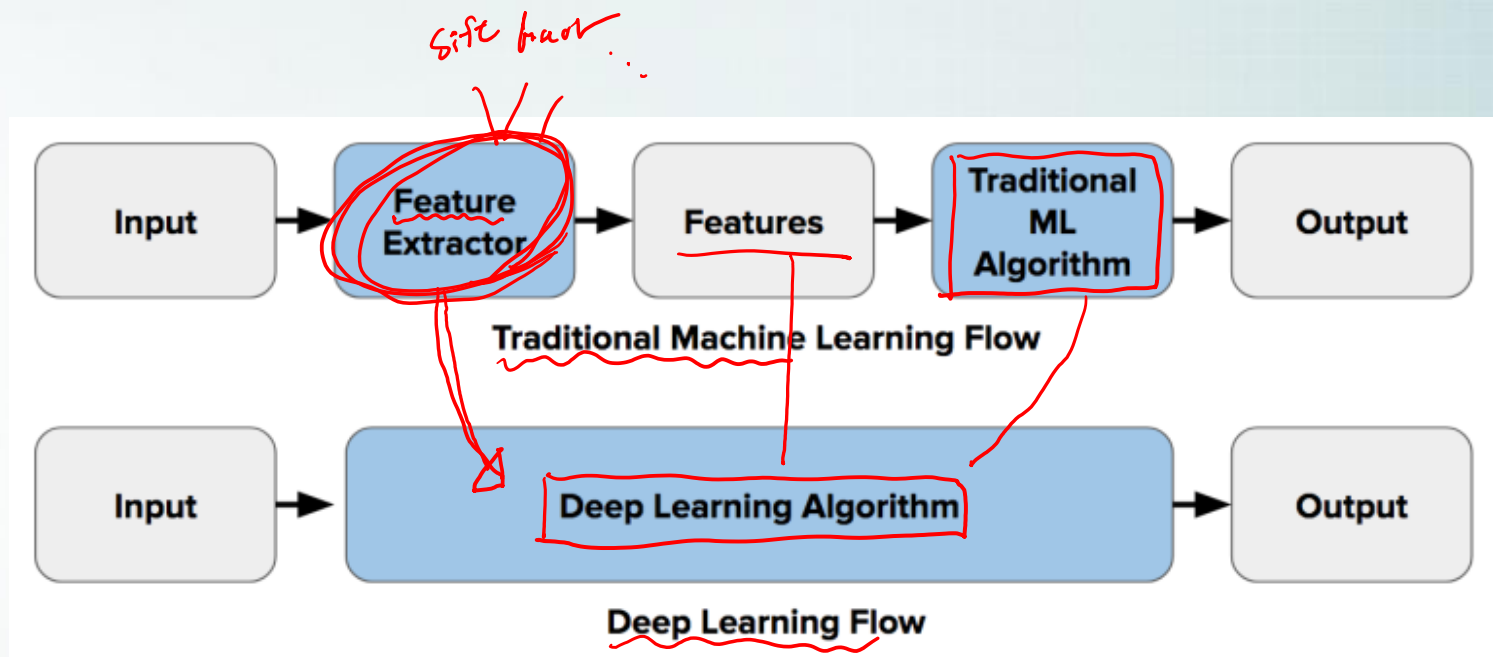 sift
Input
Feature
Extractor
Features
Traditional
ML
Algorithm
Output
Traditional Machine Learning Flow
Input
Deep Learning Algorithm
Output
Deep Learning Flow